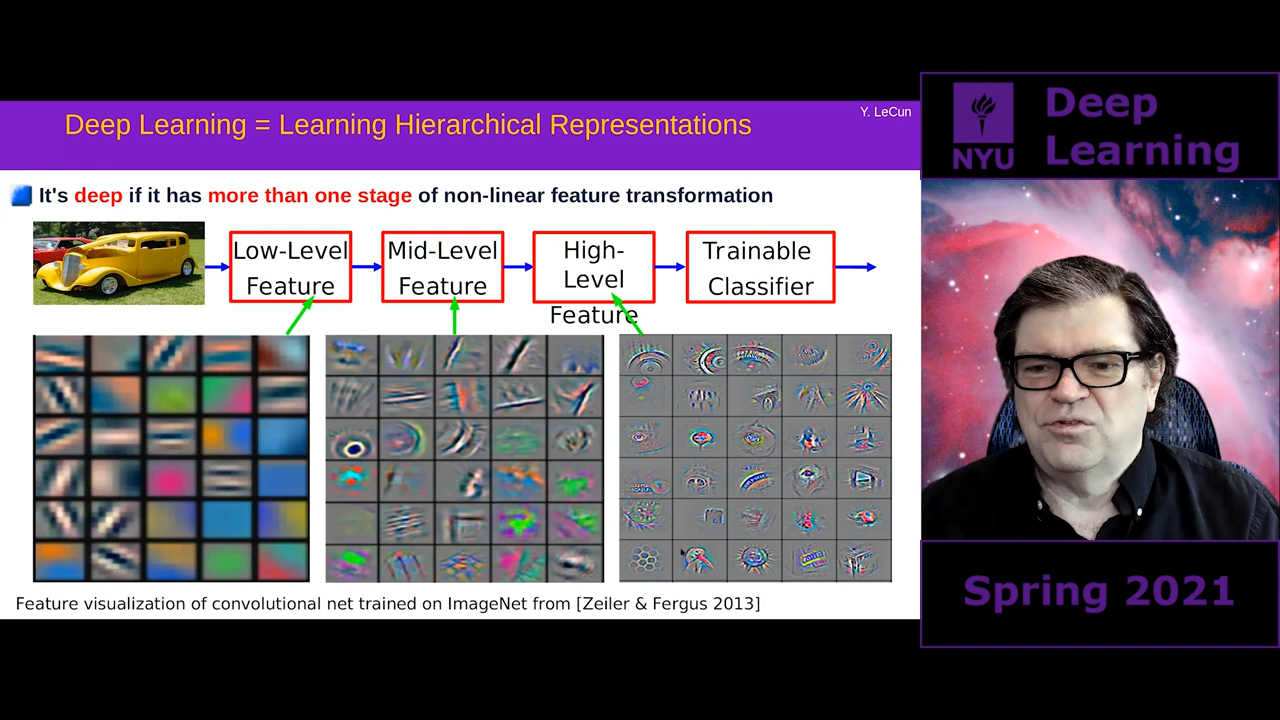 Deep Learning = Learning Hierarchical Representations
Y. LeCun
It's deep if it has more than one stage of non-linear feature transformation
Low-Level
Feature
Mid-Level
Feature
High-
Level
Feature
Trainable
Classifier
Feature visualization of convolutional net trained on ImageNet from [Zeiler & Fergus 2013]
NYU
Deep
Learning
Spring 2021